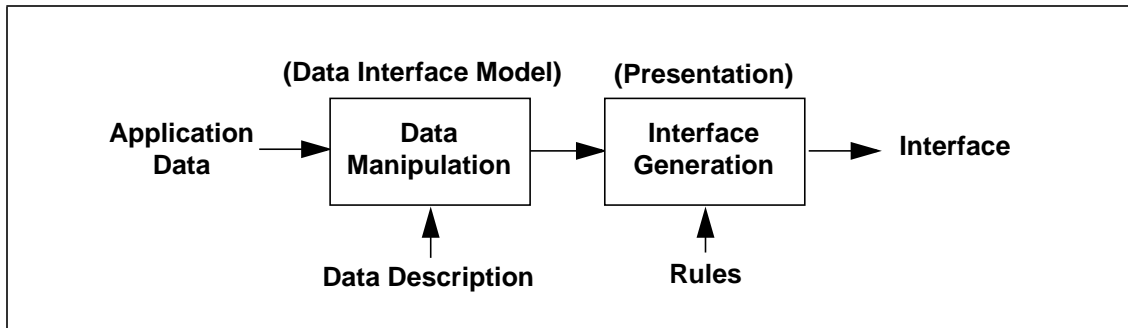 (Data Interface Model)
(Presentation)
Application
Data
Data
Manipulation
Interface
Generation
Interface
Data Description
Rules